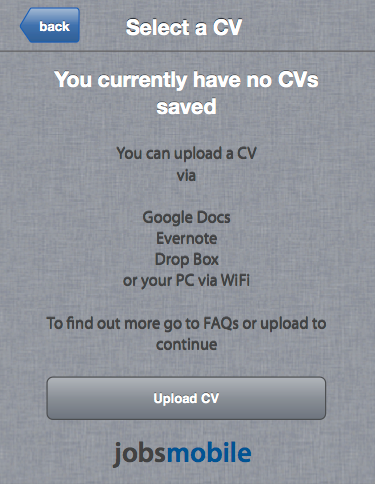 back
Select a CV
You currently have no CVs
saved
You can upload a CV
via
Google Docs
Evernote
Drop Box
or your PC via WiFi
To find out more go to FAQs or upload to
continue
Upload CV
jobsmobile